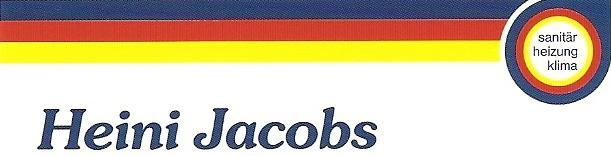 sanitär
heizung
klima
Heini Jacobs